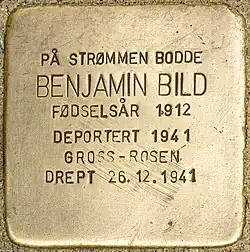 PÅ STRØMMEN BODDE
BENJAMIN BILD
FØDSELSÅR 1912
DEPORTERT 1941
GROSS-ROSEN
DREPT 26.12.1941